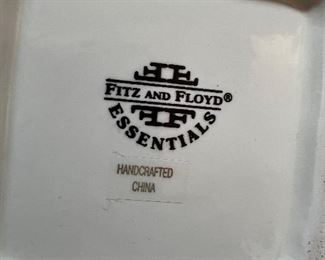 FITZ AND FLOYD®
ESSENTIALS
HANDCRAFTED
CHINA